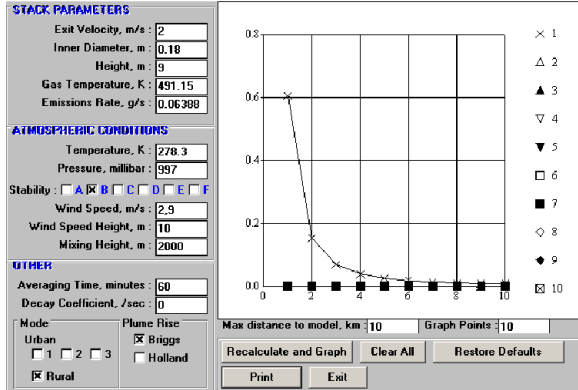 STACK PARAMETERS
Exit Velocity, m/s : 2
Inner Diameter, m : 0.18
Height, m : 9
Gas Temperature, K : 491.15
Emissions Rate, g/s : 0.06388
ATMOSPHERIC CONDITIONS
Temperature, K : 278.3
Pressure, millibar : 997
Stability : A B C D E F
Wind Speed, m/s : 2,9
Wind Speed Height, m : 10
Mixing Height, m : 2000
OTHER
Averaging Time, minutes : 60
Decay Coefficient, /sec : 0
Mode
Urban
1 2 3
Rural
Plume Rise
Briggs
Holland
0.8
0.6
0.4
0.2
0.0
0 2 4 6 8 10
1
2
3
4
5
6
7
8
9
10
Max distance to model, km : 10 Graph Points : 10
Recalculate and Graph Clear All Restore Defaults
Print Exit